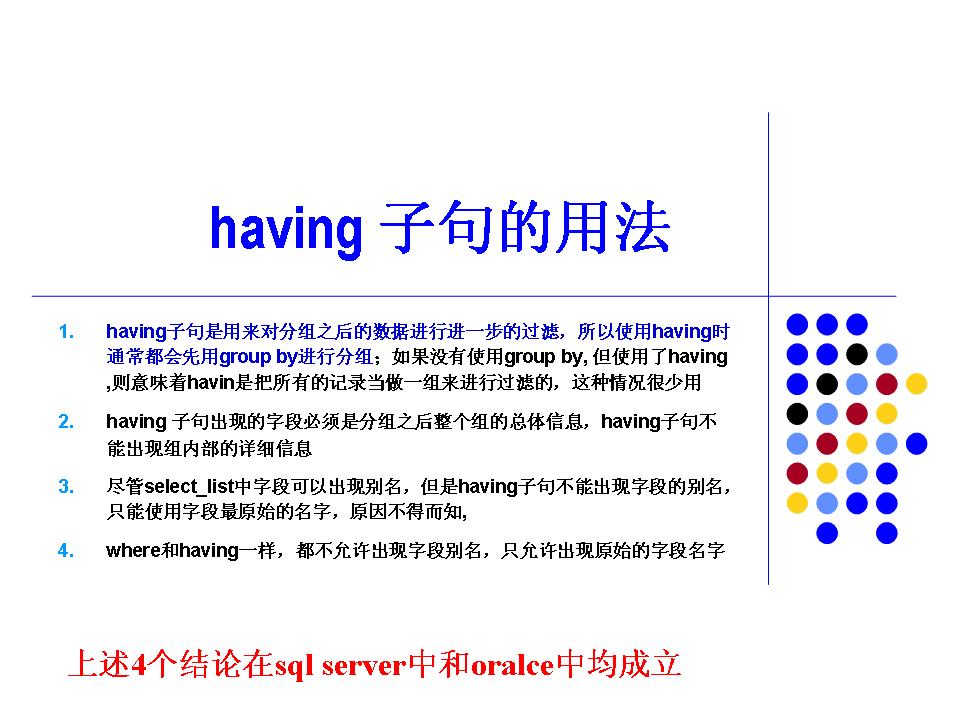 having 子句的用法
1. having子句是用来对分组之后的数据进行进一步的过滤，所以使用having时
通常都会先用group by进行分组；如果没有使用group by, 但使用了having
,则意味着havin是把所有的记录当做一组来进行过滤的，这种情况很少用
2. having 子句出现的字段必须是分组之后整个组的总体信息，having子句不
能出现组内部的详细信息
3. 尽管select_list中字段可以出现别名，但是having子句不能出现字段的别名，
只能使用字段最原始的名字，原因不得而知,
4. where和having一样，都不允许出现字段别名，只允许出现原始的字段名字
上述4个结论在sql server中和oralce中均成立